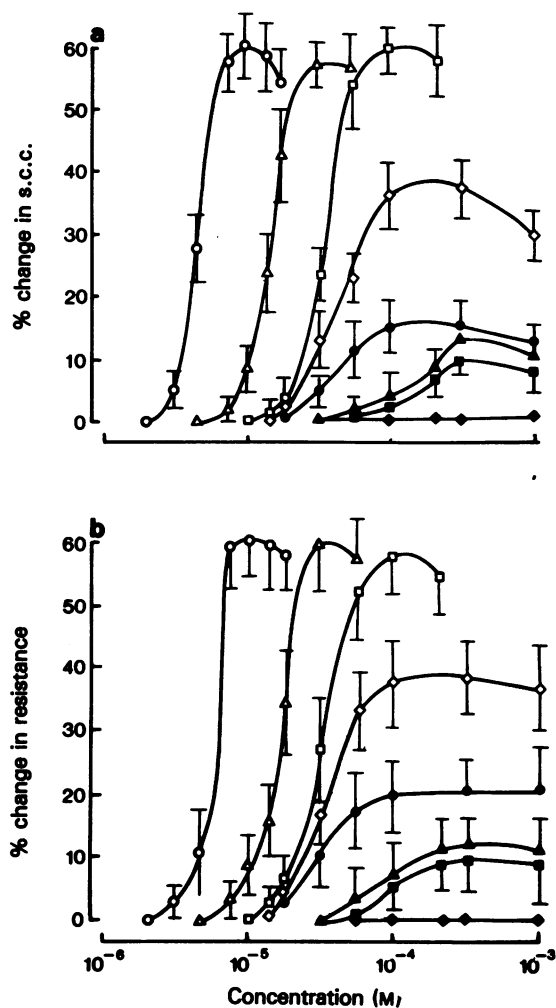 a
60
50
40
30
20
10
0
% change in s.c.c.
b
60
50
40
30
20
10
0
% change in resistance
10⁻⁶ 10⁻⁵ 10⁻⁴ 10⁻³
Concentration (M,